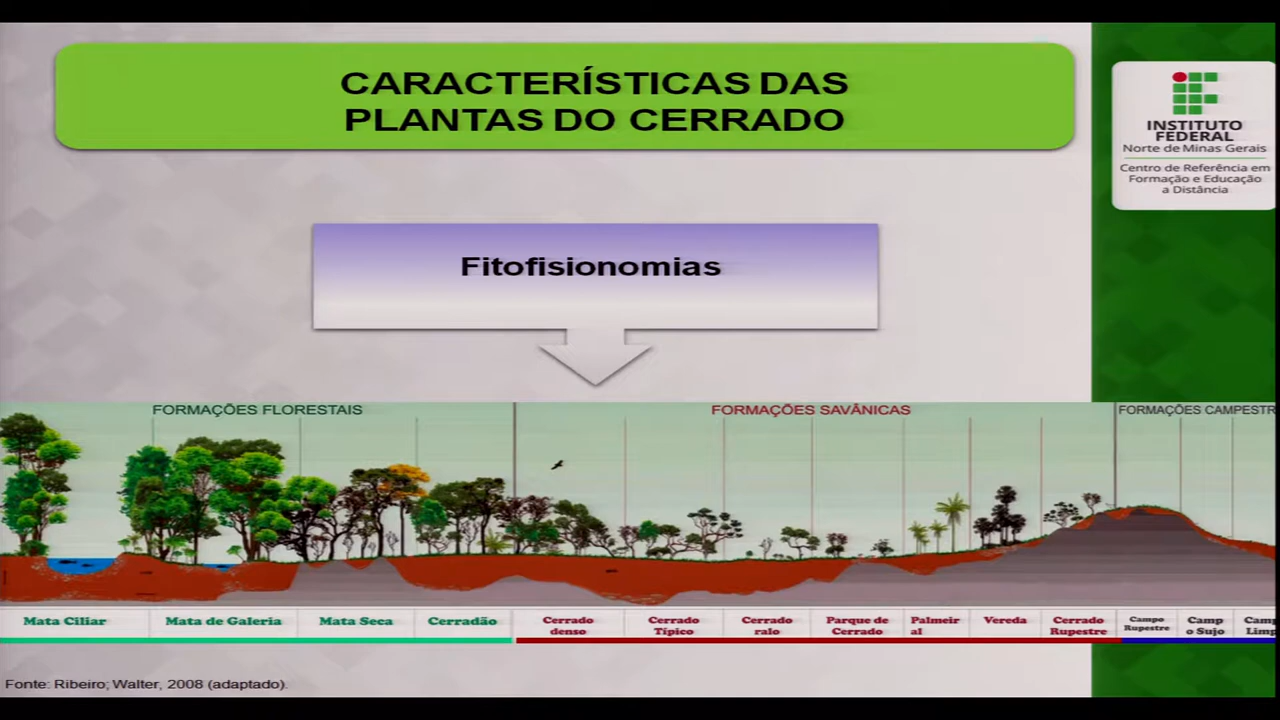 CARACTERÍSTICAS DAS
PLANTAS DO CERRADO
INSTITUTO
FEDERAL
Norte de Minas Gerais
Centro de Referência em
Formação e Educação
a Distância
Fitofisionomias
FORMAÇÕES FLORESTAIS
FORMAÇÕES SAVÂNICAS
FORMAÇÕES CAMPESTR
Mata Ciliar
Mata de Galeria
Mata Seca
Cerradão
Cerrado
denso
Cerrado
Típico
Cerrado
ralo
Parque de
Cerrado
Palmeir
al
Vereda
Cerrado
Rupestre
Campo
Rupestre
Camp
o Sujo
Camp
Limp
Fonte: Ribeiro; Walter, 2008 (adaptado).